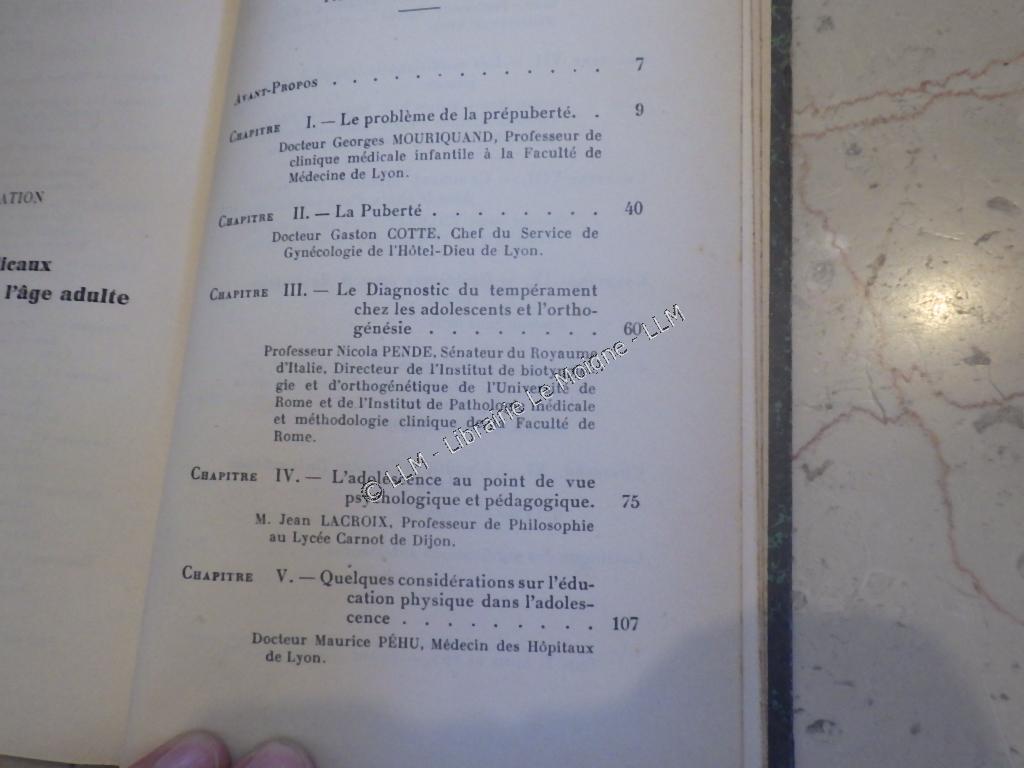 ATION
l'âge adulte
Avant-Propos . . . . . . . . . . . . . 7
Chapitre I. — Le problème de la prépuberté. . 9
Docteur Georges MOURIQUAND, Professeur de
clinique médicale infantile à la Faculté de
Médecine de Lyon.
Chapitre II. — La Puberté . . . . . . . . 40
Docteur Gaston COTTE, Chef du Service de
Gynécologie de l'Hôtel-Dieu de Lyon.
Chapitre III. — Le Diagnostic du tempérament
chez les adolescents et l'ortho-
génésie . . . . . . . . 60
Professeur Nicola PENDE, Sénateur du Royaume
d'Italie, Directeur de l'Institut de
gie et d'orthogénétique de l'Université de
Rome et de l'Institut de Pathologie médicale
et méthodologie clinique de la Faculté de
Rome.
Chapitre IV. — L'adolescence au point de vue
psychologique et pédagogique. 75
M. Jean LACROIX, Professeur de Philosophie
au Lycée Carnot de Dijon.
Chapitre V. — Quelques considérations sur l'édu-
cation physique dans l'adoles-
cence . . . . . . . . . 107
Docteur Maurice PÉHU, Médecin des Hôpitaux
de Lyon.
© LLM - Librairie Le Moigne - LLM